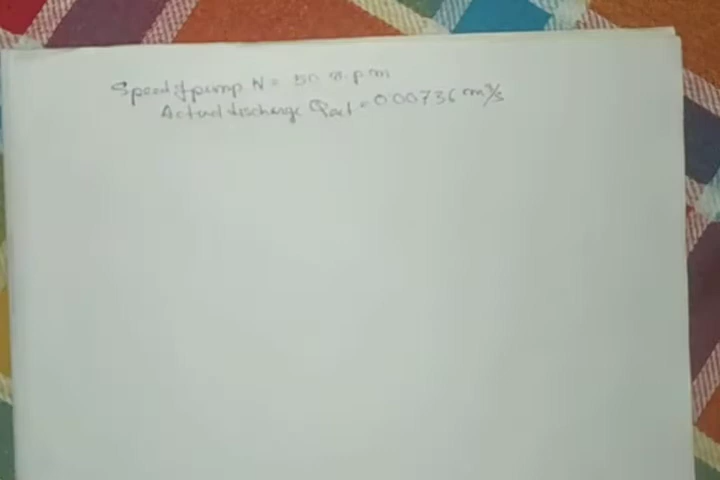 Speed of pump N = 50 r.p.m
Actual discharge Qact = 0.00736 m³/s